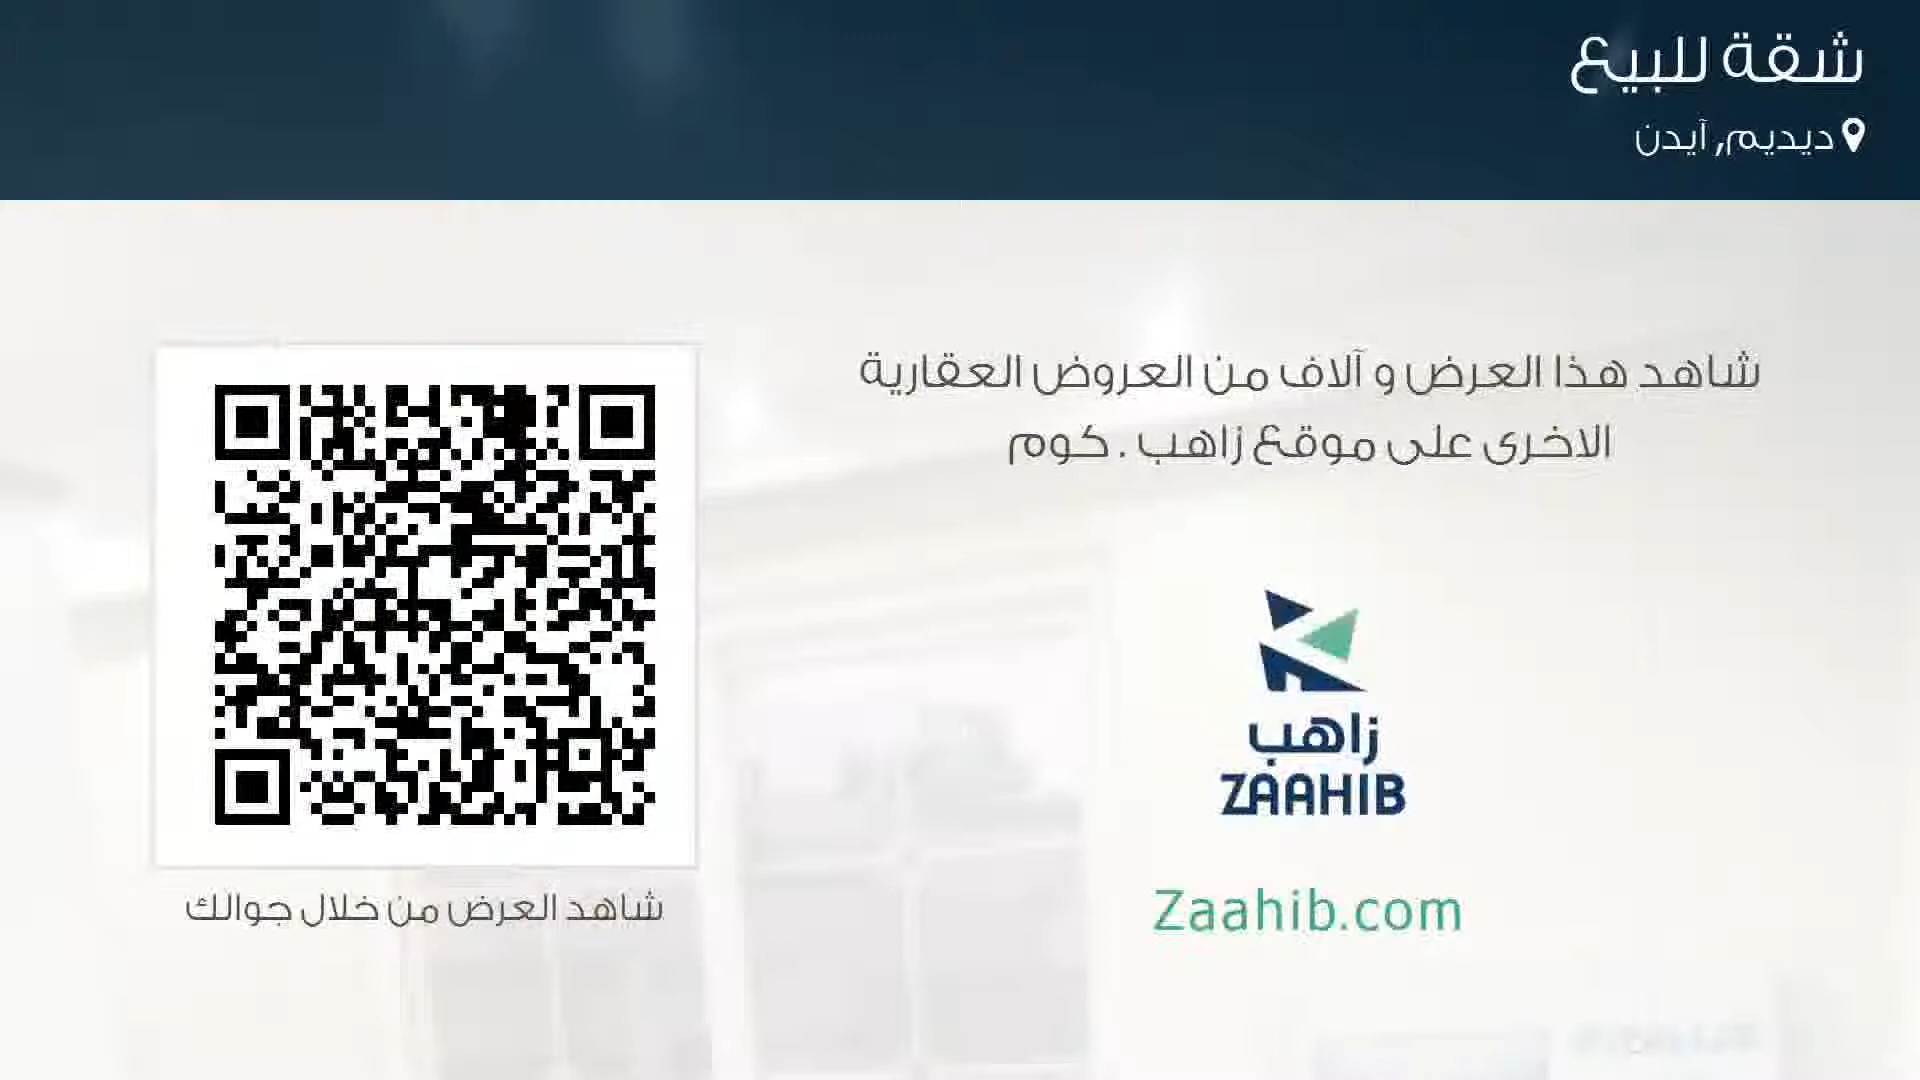 شقة للبيع
ديديم, آيدن
شاهد هذا العرض و آلاف من العروض العقارية
الاخرى على موقع زاهب . كوم
زاهب
ZAAHIB
Zaahib.com
شاهد العرض من خلال جوالك